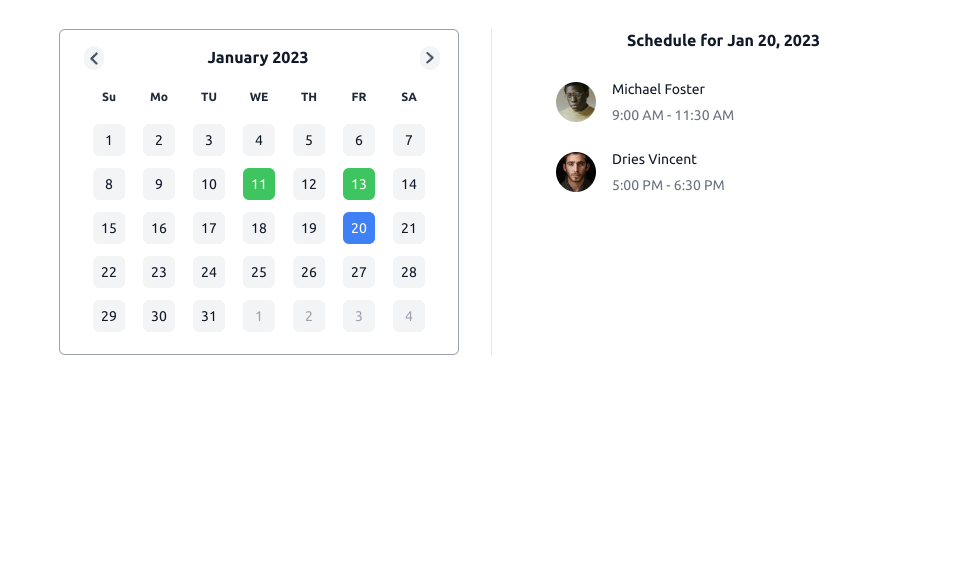 January 2023
Su Mo TU WE TH FR SA
1 2 3 4 5 6 7
8 9 10 11 12 13 14
15 16 17 18 19 20 21
22 23 24 25 26 27 28
29 30 31 1 2 3 4
Schedule for Jan 20, 2023
Michael Foster
9:00 AM - 11:30 AM
Dries Vincent
5:00 PM - 6:30 PM